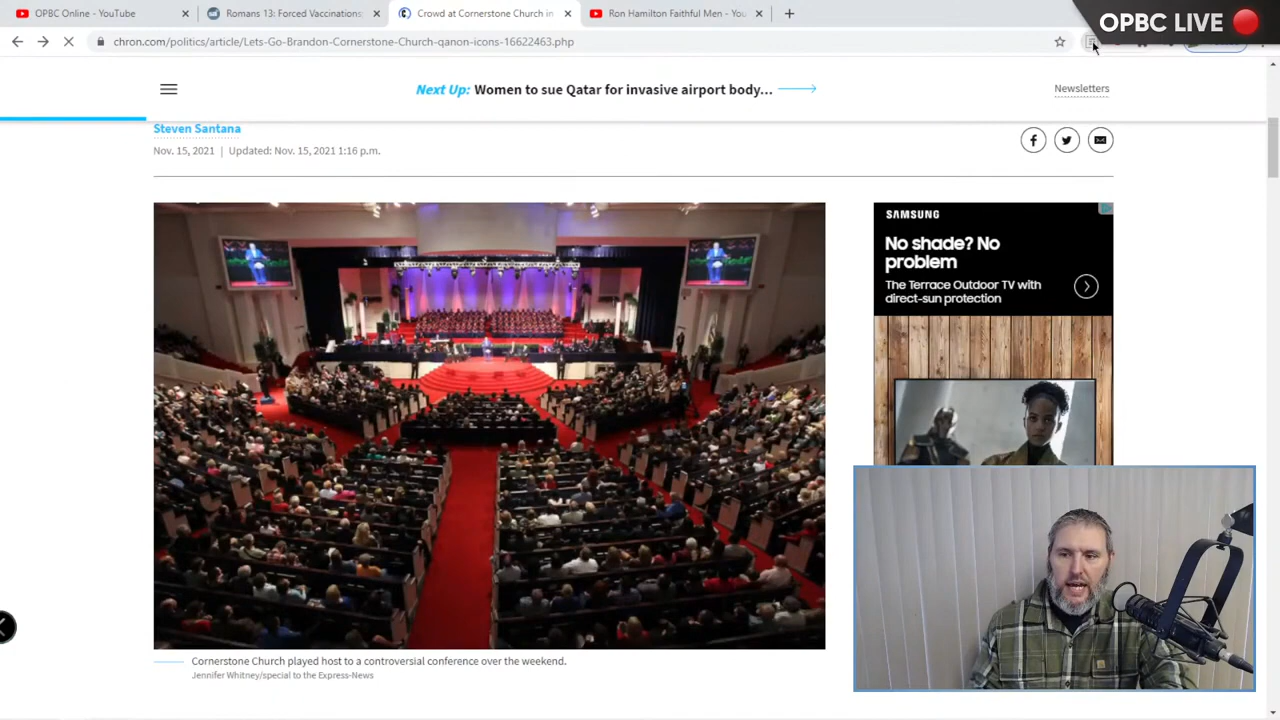 OPBC Online - YouTube
Romans 13: Forced Vaccinations
Crowd at Cornerstone Church in
Ron Hamilton Faithful Men - You
OPBC LIVE
chron.com/politics/article/Lets-Go-Brandon-Cornerstone-Church-qanon-icons-16622463.php
Next Up: Women to sue Qatar for invasive airport body...
Newsletters
Steven Santana
Nov. 15, 2021 | Updated: Nov. 15, 2021 1:16 p.m.
SAMSUNG
No shade? No
problem
The Terrace Outdoor TV with
direct-sun protection
Cornerstone Church played host to a controversial conference over the weekend.
Jennifer Whitney/special to the Express-News